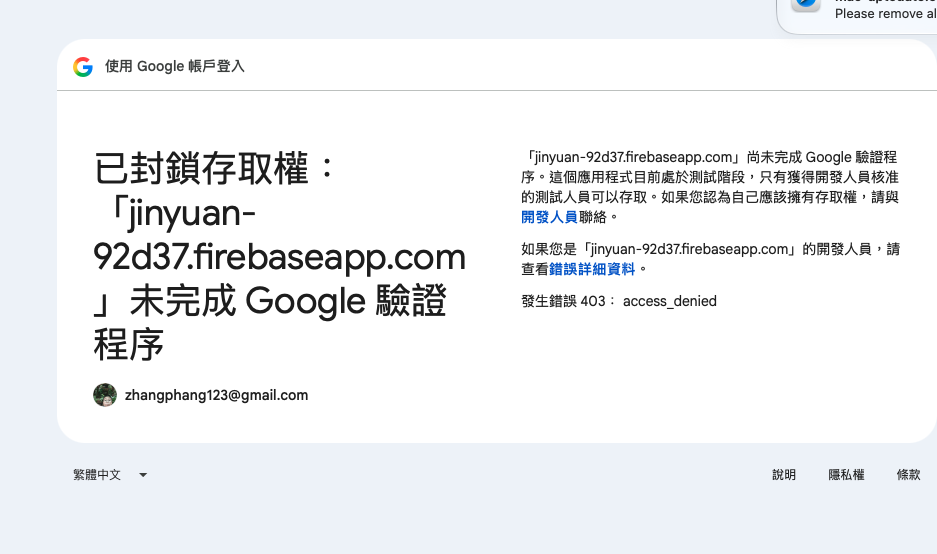 Please remove al
使用 Google 帳戶登入
已封鎖存取權：
「jinyuan-
92d37.firebaseapp.com
」未完成 Google 驗證
程序
zhangphang123@gmail.com
「jinyuan-92d37.firebaseapp.com」尚未完成 Google 驗證程
序。這個應用程式目前處於測試階段，只有獲得開發人員核准
的測試人員可以存取。如果您認為自己應該擁有存取權，請與
開發人員聯絡。
如果您是「jinyuan-92d37.firebaseapp.com」的開發人員，請
查看錯誤詳細資料。
發生錯誤 403： access_denied
繁體中文
說明
隱私權
條款